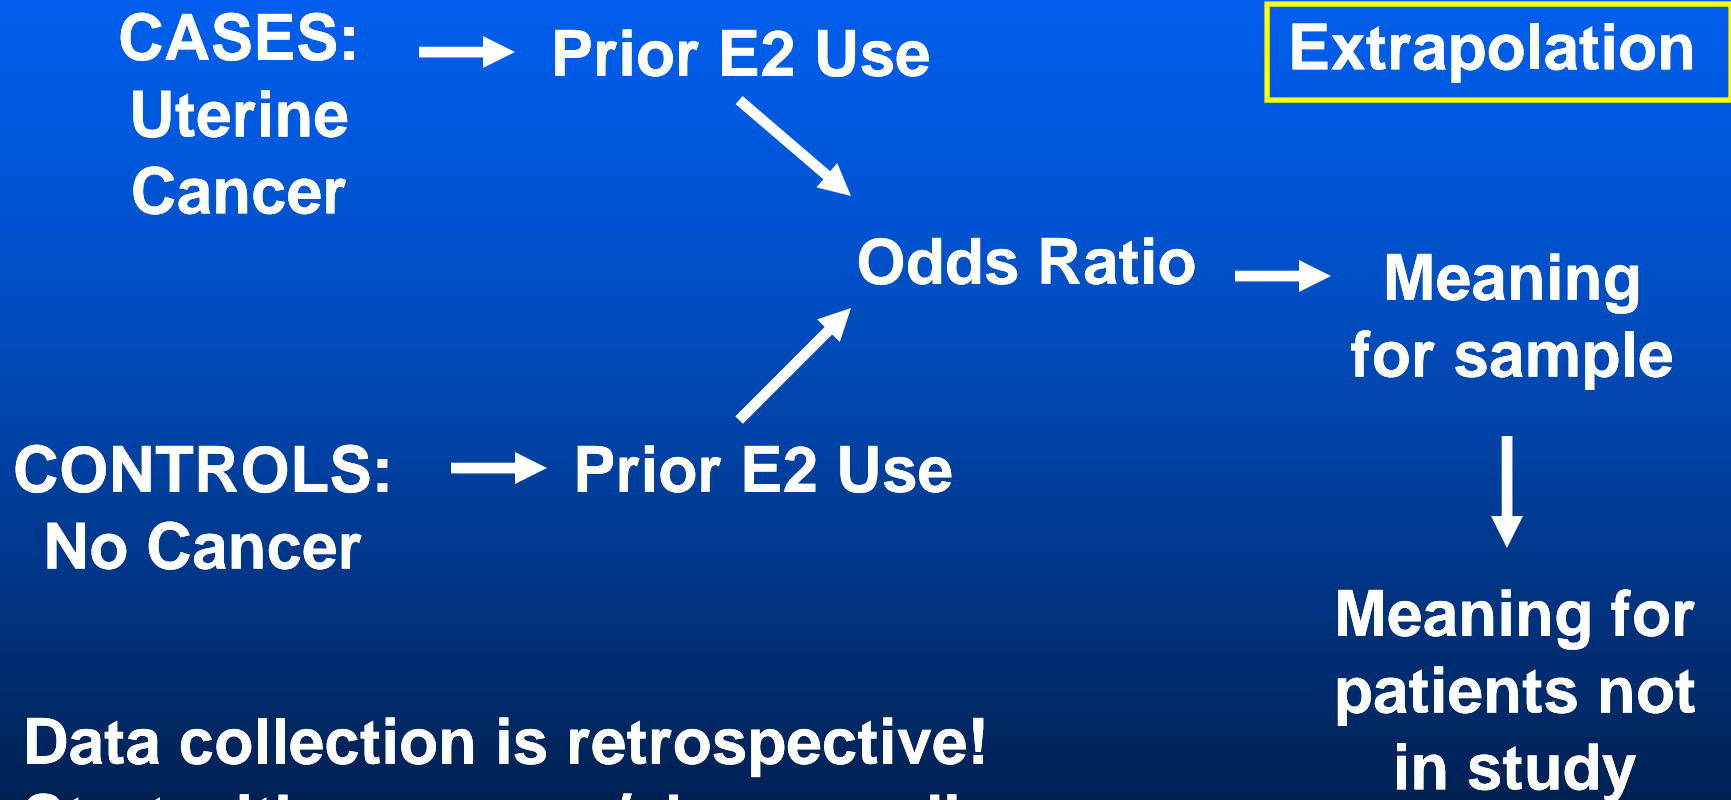 CASES:
Uterine
Cancer
Prior E2 Use
Extrapolation
Odds Ratio
Meaning
for sample
CONTROLS:
No Cancer
Prior E2 Use
Meaning for
patients not
in study
Data collection is retrospective!